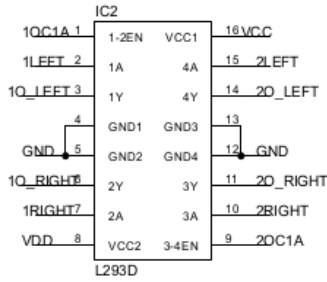 IC2
1OC1A 1 1-2EN VCC1 16 VCC
1LEFT 2 1A 4A 15 2LEFT
1O_LEFT 3 1Y 4Y 14 2O_LEFT
4 GND1 GND3 13
GND 5 GND2 GND4 12 GND
1O_RIGHT 6 2Y 3Y 11 2O_RIGHT
1RIGHT 7 2A 3A 10 2RIGHT
VDD 8 VCC2 3-4EN 9 2OC1A
L293D